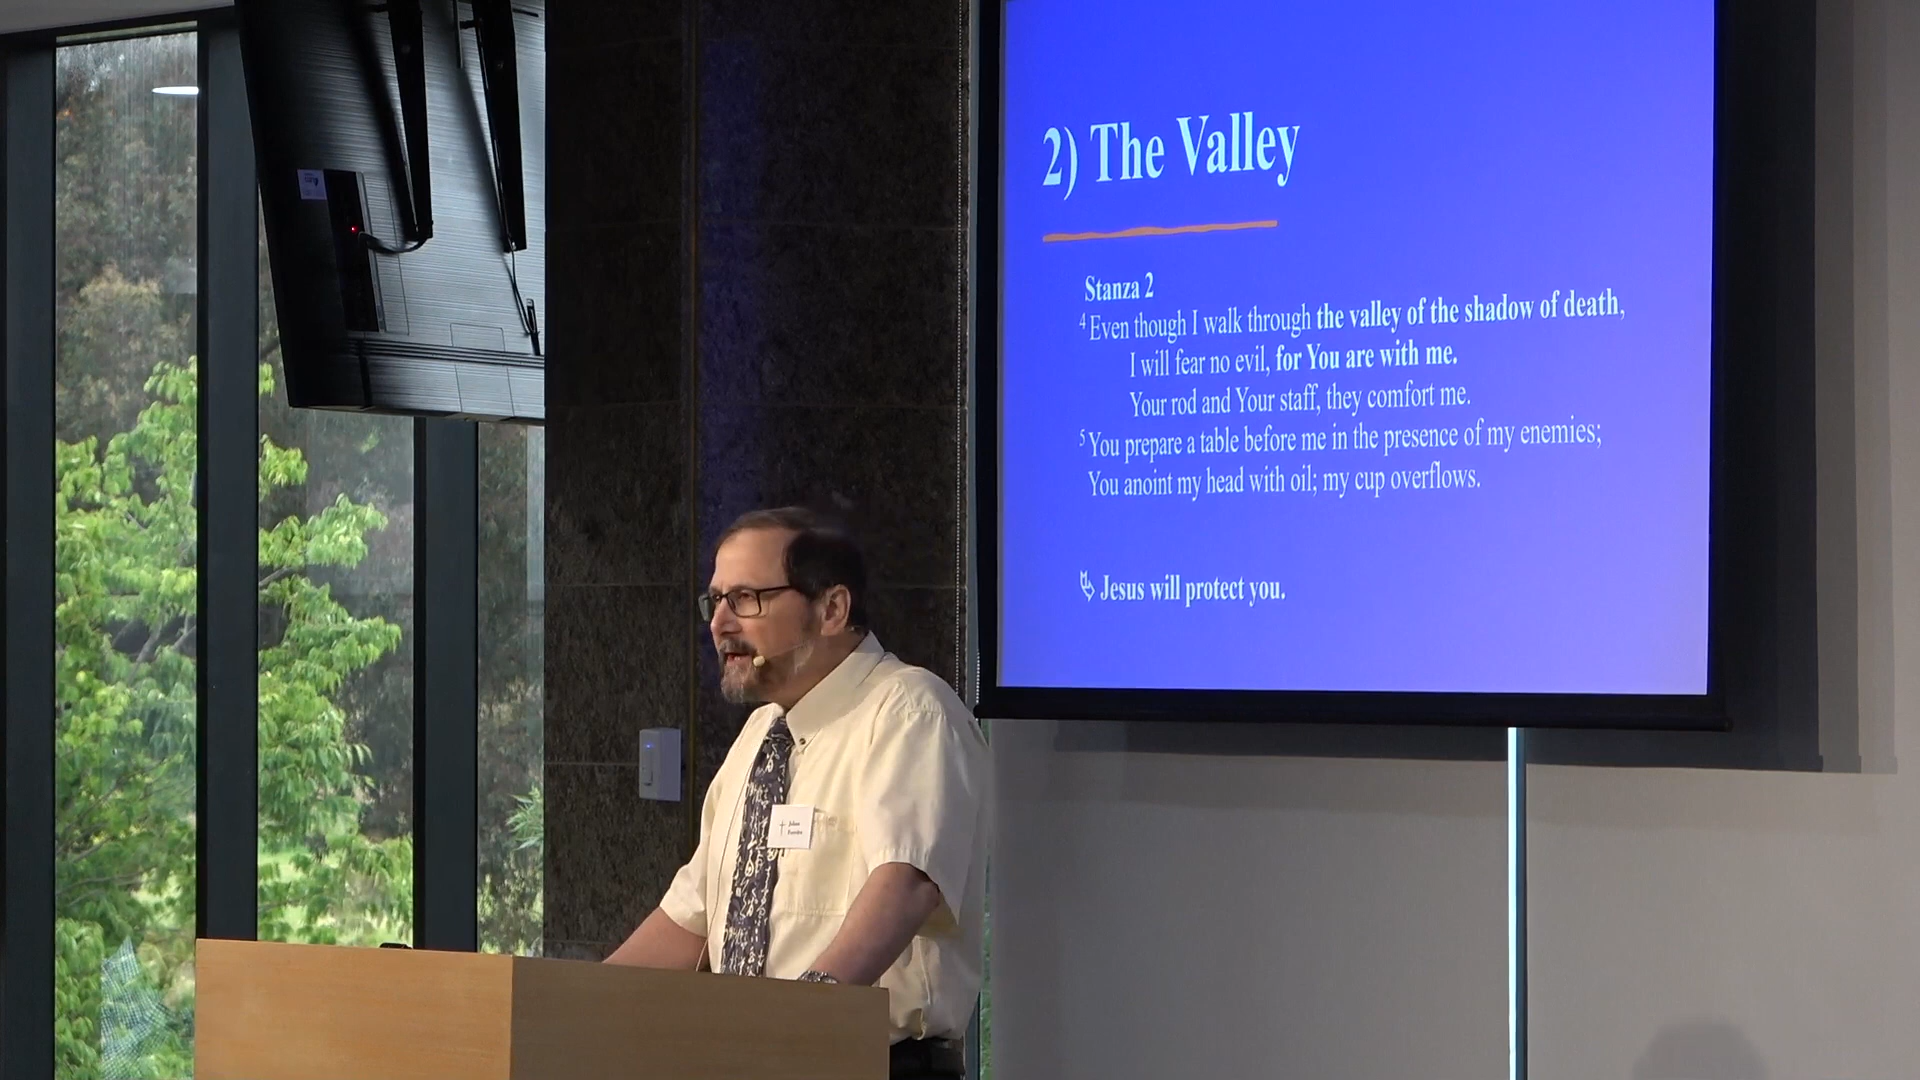 2) The Valley
Stanza 2
4 Even though I walk through the valley of the shadow of death,
I will fear no evil, for You are with me.
Your rod and Your staff, they comfort me.
5 You prepare a table before me in the presence of my enemies;
You anoint my head with oil; my cup overflows.
Jesus will protect you.